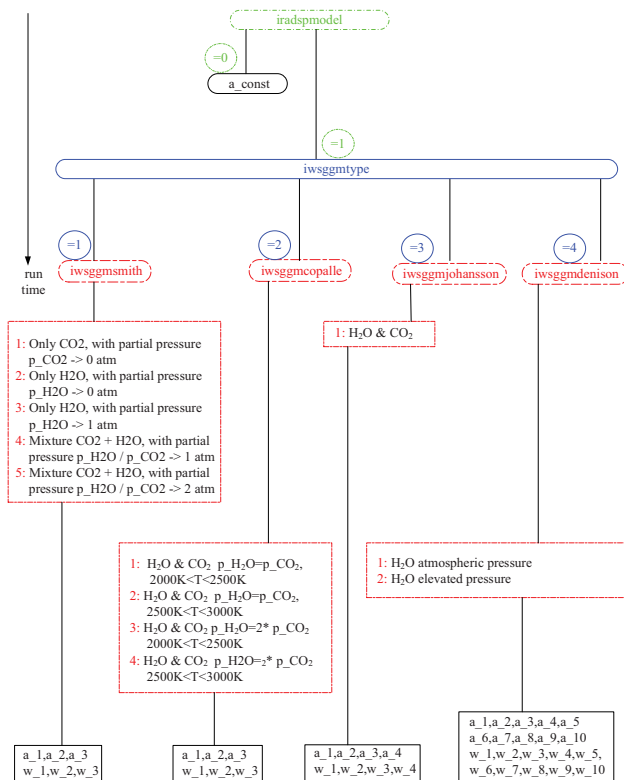 iradspmodel
=0
a_const
=1
iwsggmtype
=1
=2
=3
=4
run
time
iwsggmsmith
iwsggmcopalle
iwsggmjohansson
iwsggmdenison
1: Only CO2, with partial pressure
p_CO2 -> 0 atm
2: Only H2O, with partial pressure
p_H2O -> 0 atm
3: Only H2O, with partial pressure
p_H2O -> 1 atm
4: Mixture CO2 + H2O, with partial
pressure p_H2O / p_CO2 -> 1 atm
5: Mixture CO2 + H2O, with partial
pressure p_H2O / p_CO2 -> 2 atm
1: H₂O & CO₂
1: H₂O & CO₂ p_H₂O=p_CO₂,
2000K<T<2500K
2: H₂O & CO₂ p_H₂O=p_CO₂,
2500K<T<3000K
3: H₂O & CO₂ p_H₂O=2* p_CO₂
2000K<T<2500K
4: H₂O & CO₂ p_H2O=₂* p_CO₂
2500K<T<3000K
1: H₂O atmospheric pressure
2: H₂O elevated pressure
a_1,a_2,a_3
w_1,w_2,w_3
a_1,a_2,a_3
w_1,w_2,w_3
a_1,a_2,a_3,a_4
w_1,w_2,w_3,w_4
a_1,a_2,a_3,a_4,a_5
a_6,a_7,a_8,a_9,a_10
w_1,w_2,w_3,w_4,w_5,
w_6,w_7,w_8,w_9,w_10